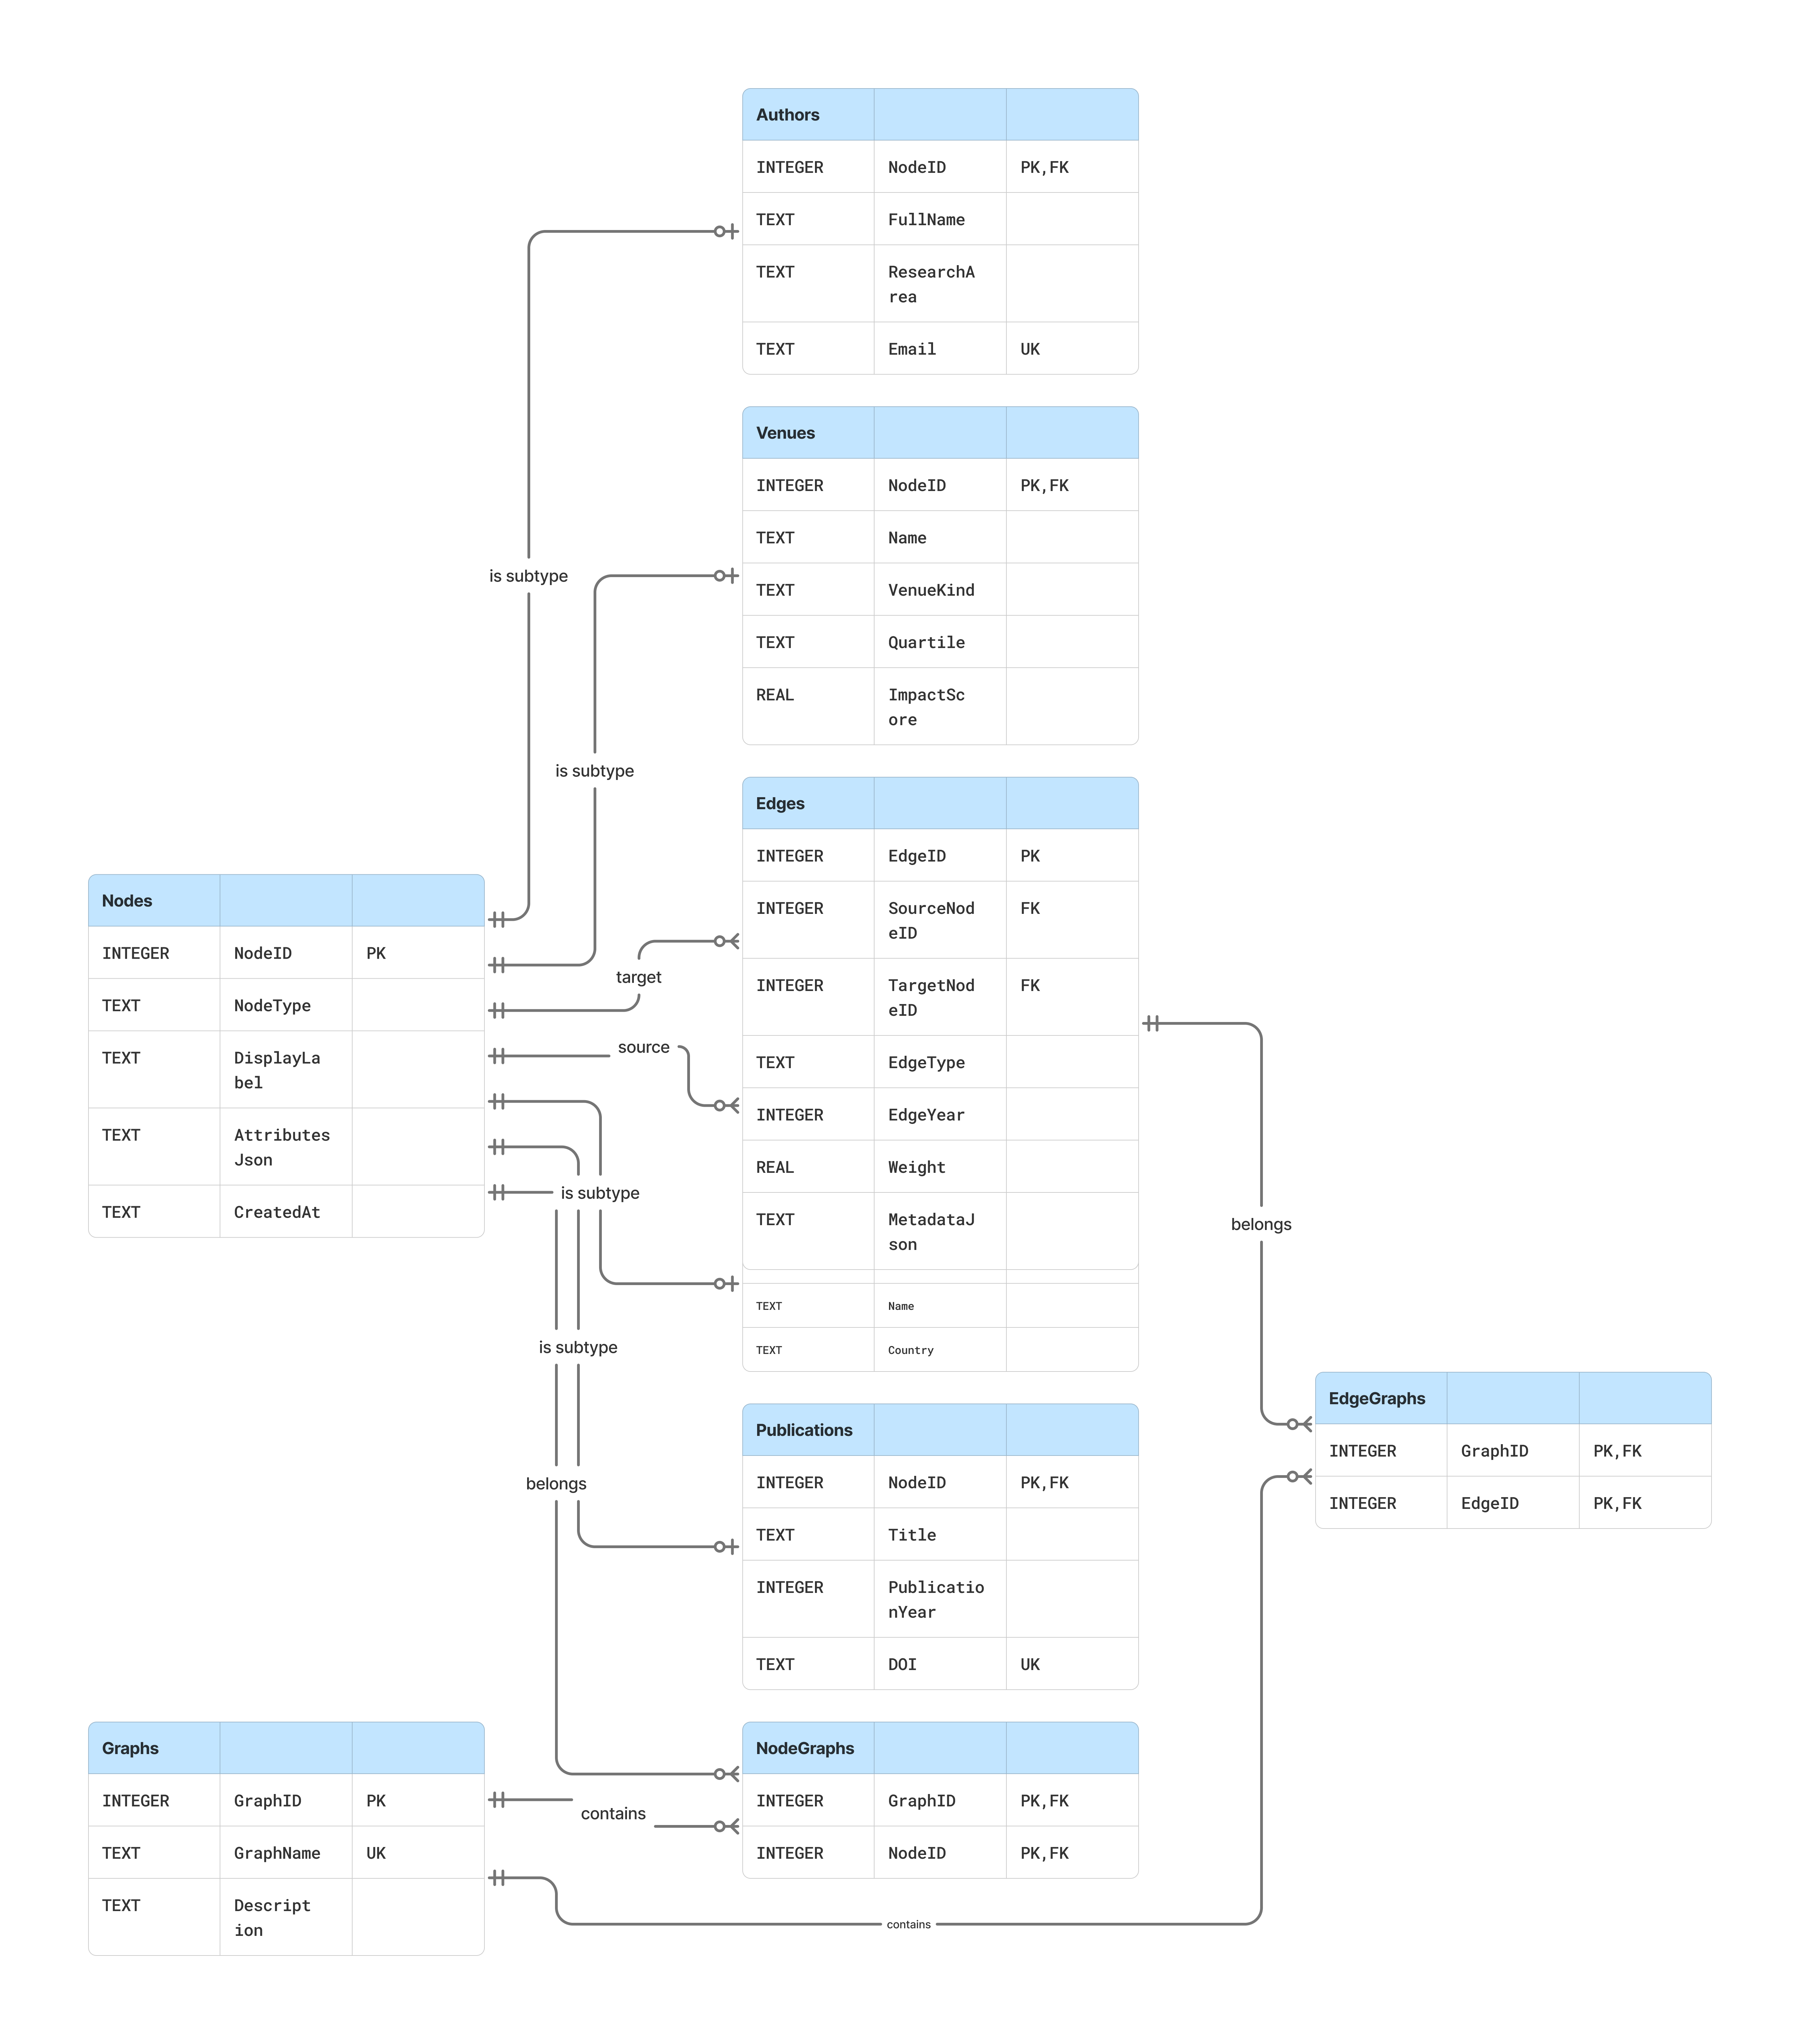 Authors
INTEGER NodeID PK,FK
TEXT FullName
TEXT ResearchA
rea
TEXT Email UK
Venues
INTEGER NodeID PK,FK
TEXT Name
TEXT VenueKind
TEXT Quartile
REAL ImpactSc
ore
is subtype
is subtype
Edges
INTEGER EdgeID PK
INTEGER SourceNod FK
eID
INTEGER TargetNod FK
eID
TEXT EdgeType
INTEGER EdgeYear
REAL Weight
TEXT MetadataJ
son
TEXT Name
TEXT Country
Nodes
INTEGER NodeID PK
TEXT NodeType
TEXT DisplayLa
bel
TEXT Attributes
Json
TEXT CreatedAt
target
source
is subtype
is subtype
belongs
belongs
EdgeGraphs
INTEGER GraphID PK,FK
INTEGER EdgeID PK,FK
Publications
INTEGER NodeID PK,FK
TEXT Title
INTEGER Publicatio
nYear
TEXT DOI UK
Graphs
INTEGER GraphID PK
TEXT GraphName UK
TEXT Descript
ion
contains
NodeGraphs
INTEGER GraphID PK,FK
INTEGER NodeID PK,FK
contains